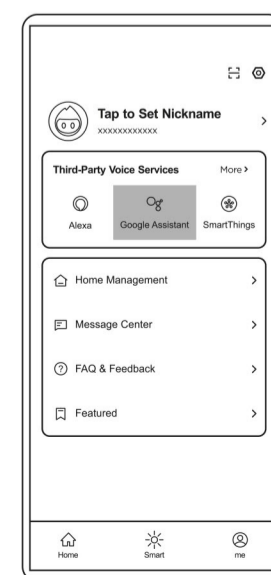 Tap to Set Nickname
xxxxxxxxxxxx
Third-Party Voice Services More
Alexa Google Assistant SmartThings
Home Management
Message Center
FAQ & Feedback
Featured
Home Smart me